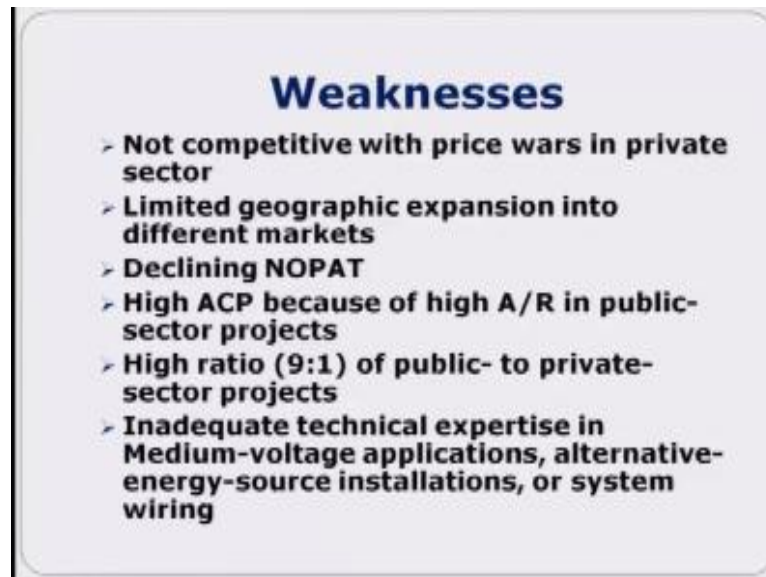 Weaknesses
➢ Not competitive with price wars in private
sector
➢ Limited geographic expansion into
different markets
➢ Declining NOPAT
➢ High ACP because of high A/R in public-
sector projects
➢ High ratio (9:1) of public- to private-
sector projects
➢ Inadequate technical expertise in
Medium-voltage applications, alternative-
energy-source installations, or system
wiring